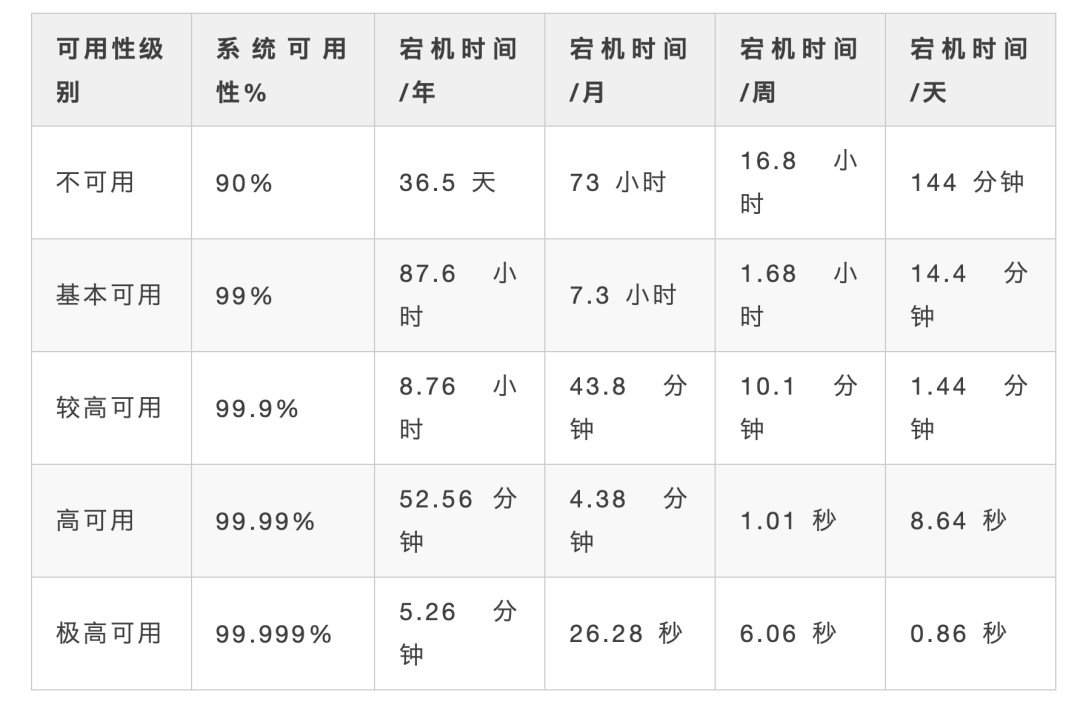 可用性级别 系统可用性% 宕机时间/年 宕机时间/月 宕机时间/周 宕机时间/天
不可用 90% 36.5 天 73 小时 16.8 小时 144 分钟
基本可用 99% 87.6 小时 7.3 小时 1.68 小时 14.4 分钟
较高可用 99.9% 8.76 小时 43.8 分钟 10.1 分钟 1.44 分钟
高可用 99.99% 52.56 分钟 4.38 分钟 1.01 秒 8.64 秒
极高可用 99.999% 5.26 分钟 26.28 秒 6.06 秒 0.86 秒